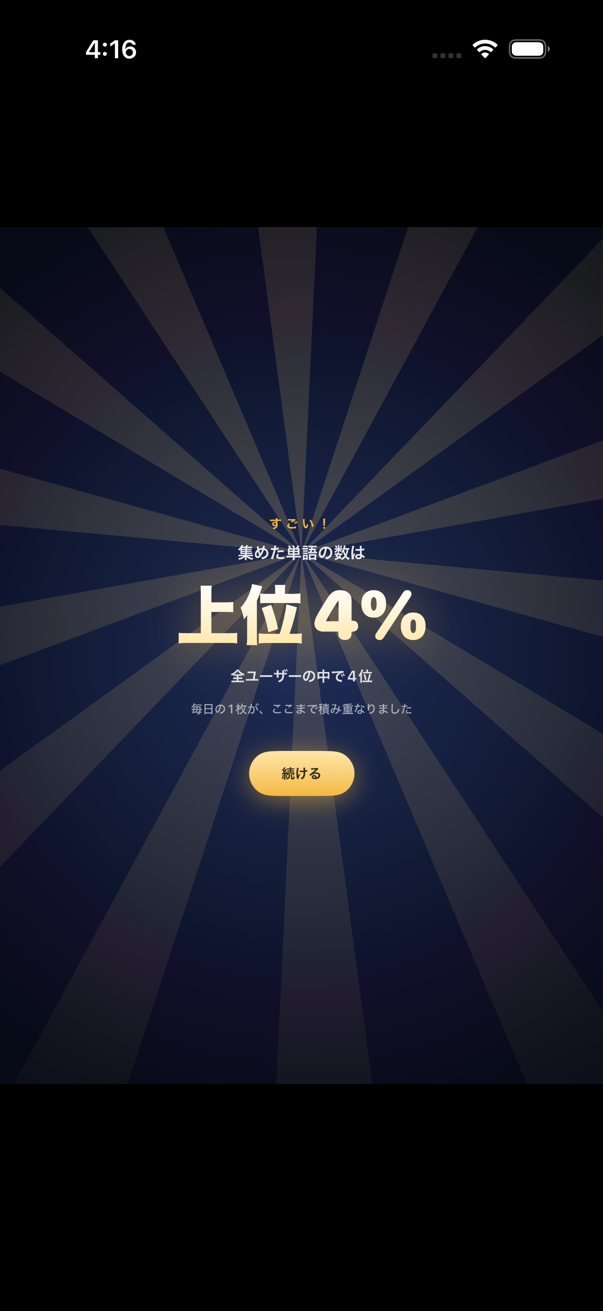 4:16
すごい！
集めた単語の数は
上位4%
全ユーザーの中で4位
毎日の1枚が、ここまで積み重なりました
続ける